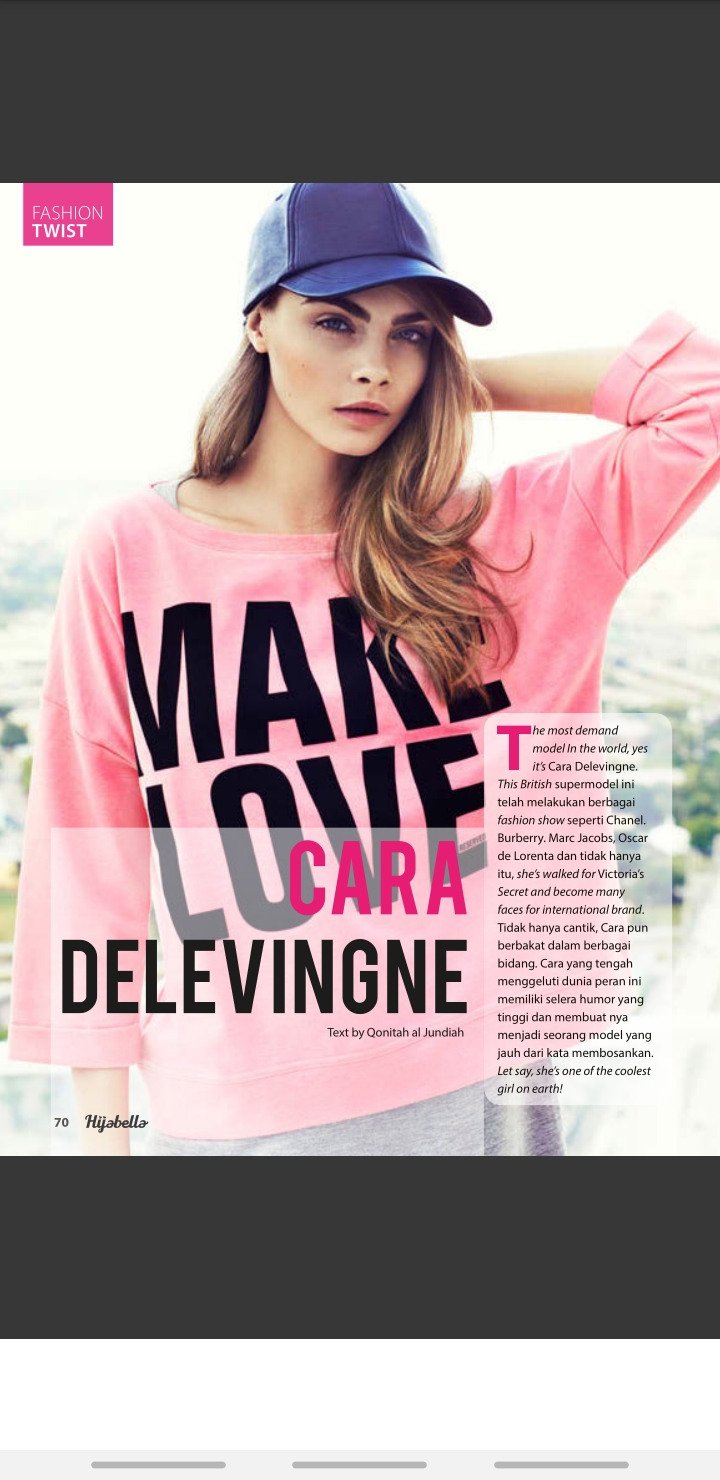 FASHION
TWIST
MAKE
LOVE
The most demand
model In the world, yes
it's Cara Delevingne.
This British supermodel ini
telah melakukan berbagai
fashion show seperti Chanel.
Burberry. Marc Jacobs, Oscar
de Lorenta dan tidak hanya
itu, she's walked for Victoria's
Secret and become many
faces for international brand.
Tidak hanya cantik, Cara pun
berbakat dalam berbagai
bidang. Cara yang tengah
menggeluti dunia peran ini
memiliki selera humor yang
tinggi dan membuat nya
menjadi seorang model yang
jauh dari kata membosankan.
Let say, she's one of the coolest
girl on earth!
CARA
DELEVINGNE
Text by Qonitah al Jundiah
70 Hijabella